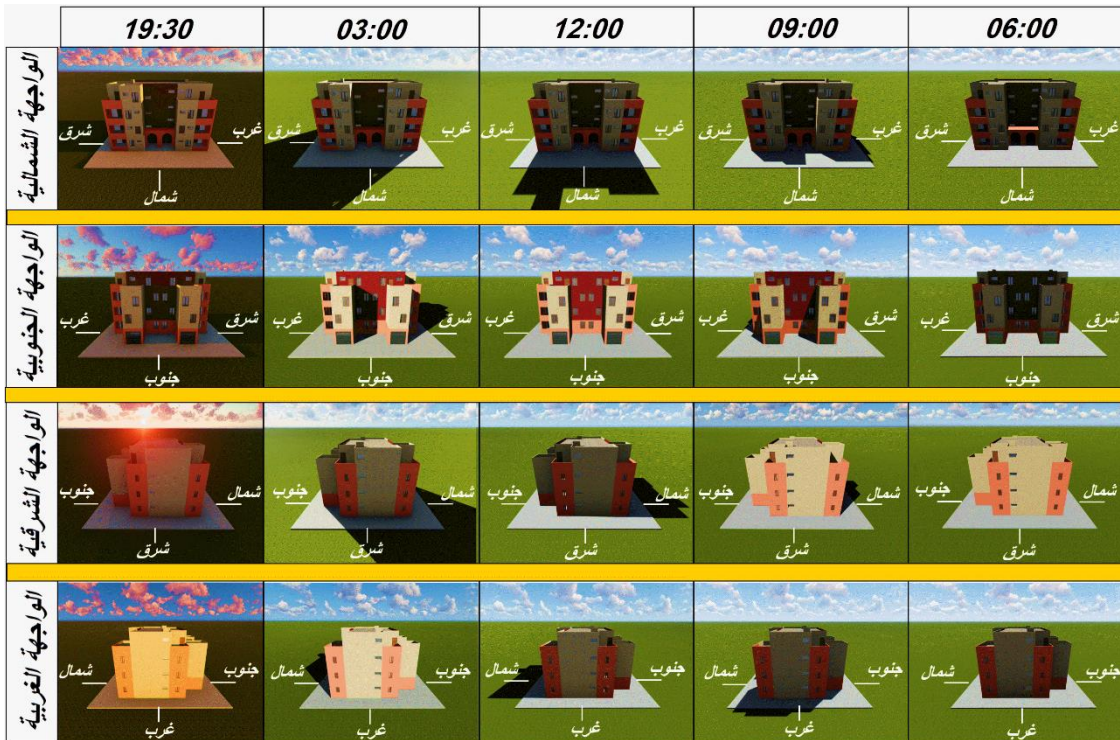 06:00 09:00 12:00 03:00 19:30
الواجهة الشمالية
غرب شرق غرب شرق غرب شرق غرب شرق غرب شرق
شمال شمال شمال شمال شمال
الواجهة الجنوبية
شرق غرب شرق غرب شرق غرب شرق غرب شرق غرب
جنوب جنوب جنوب جنوب جنوب
الواجهة الشرقية
شمال جنوب شمال جنوب شمال جنوب شمال جنوب شمال جنوب
شرق شرق شرق شرق شرق
الواجهة الغربية
جنوب شمال جنوب شمال جنوب شمال جنوب شمال جنوب شمال
غرب غرب غرب غرب غرب